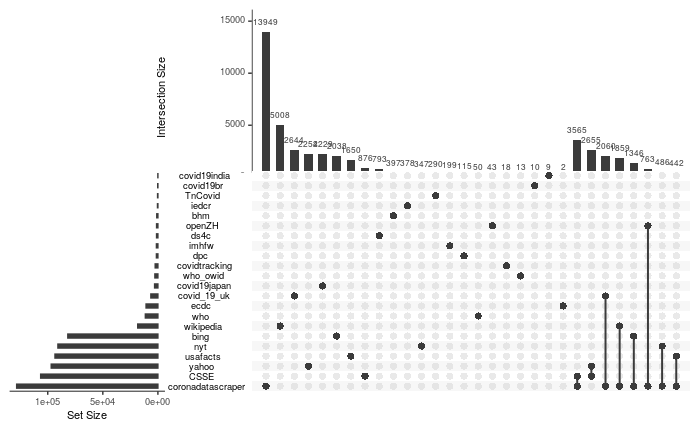 15000
13949
10000
5008
5000
2644
2254
2229
2038
1650
876
793
397
378
347
290
199
115
50
43
18
13
10
9
2
3565
2655
2060
1859
1346
763
486
442
Intersection Size
covid19india
covid19br
TnCovid
iedcr
bhm
openZH
ds4c
imhfw
dpc
covidtracking
who_owid
covid19japan
covid_19_uk
ecdc
who
wikipedia
bing
nyt
usafacts
yahoo
CSSE
coronadatascraper
1e+05 5e+04 0e+00
Set Size